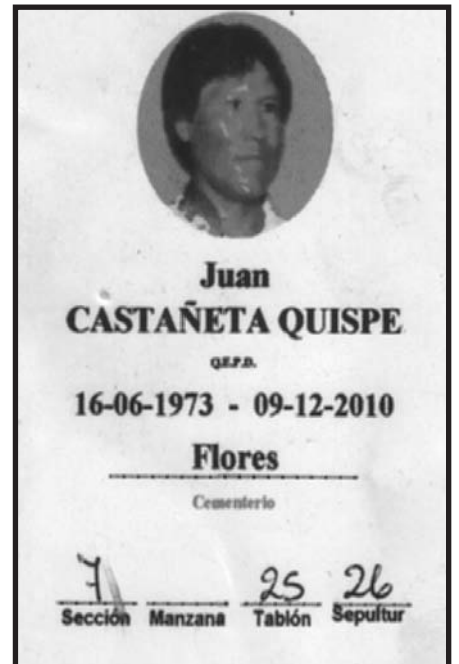 Juan
CASTAÑETA QUISPE
Q.E.P.D.
16-06-1973 - 09-12-2010
Flores
Cementerio
7 25 26
Sección Manzana Tablón Sepultur